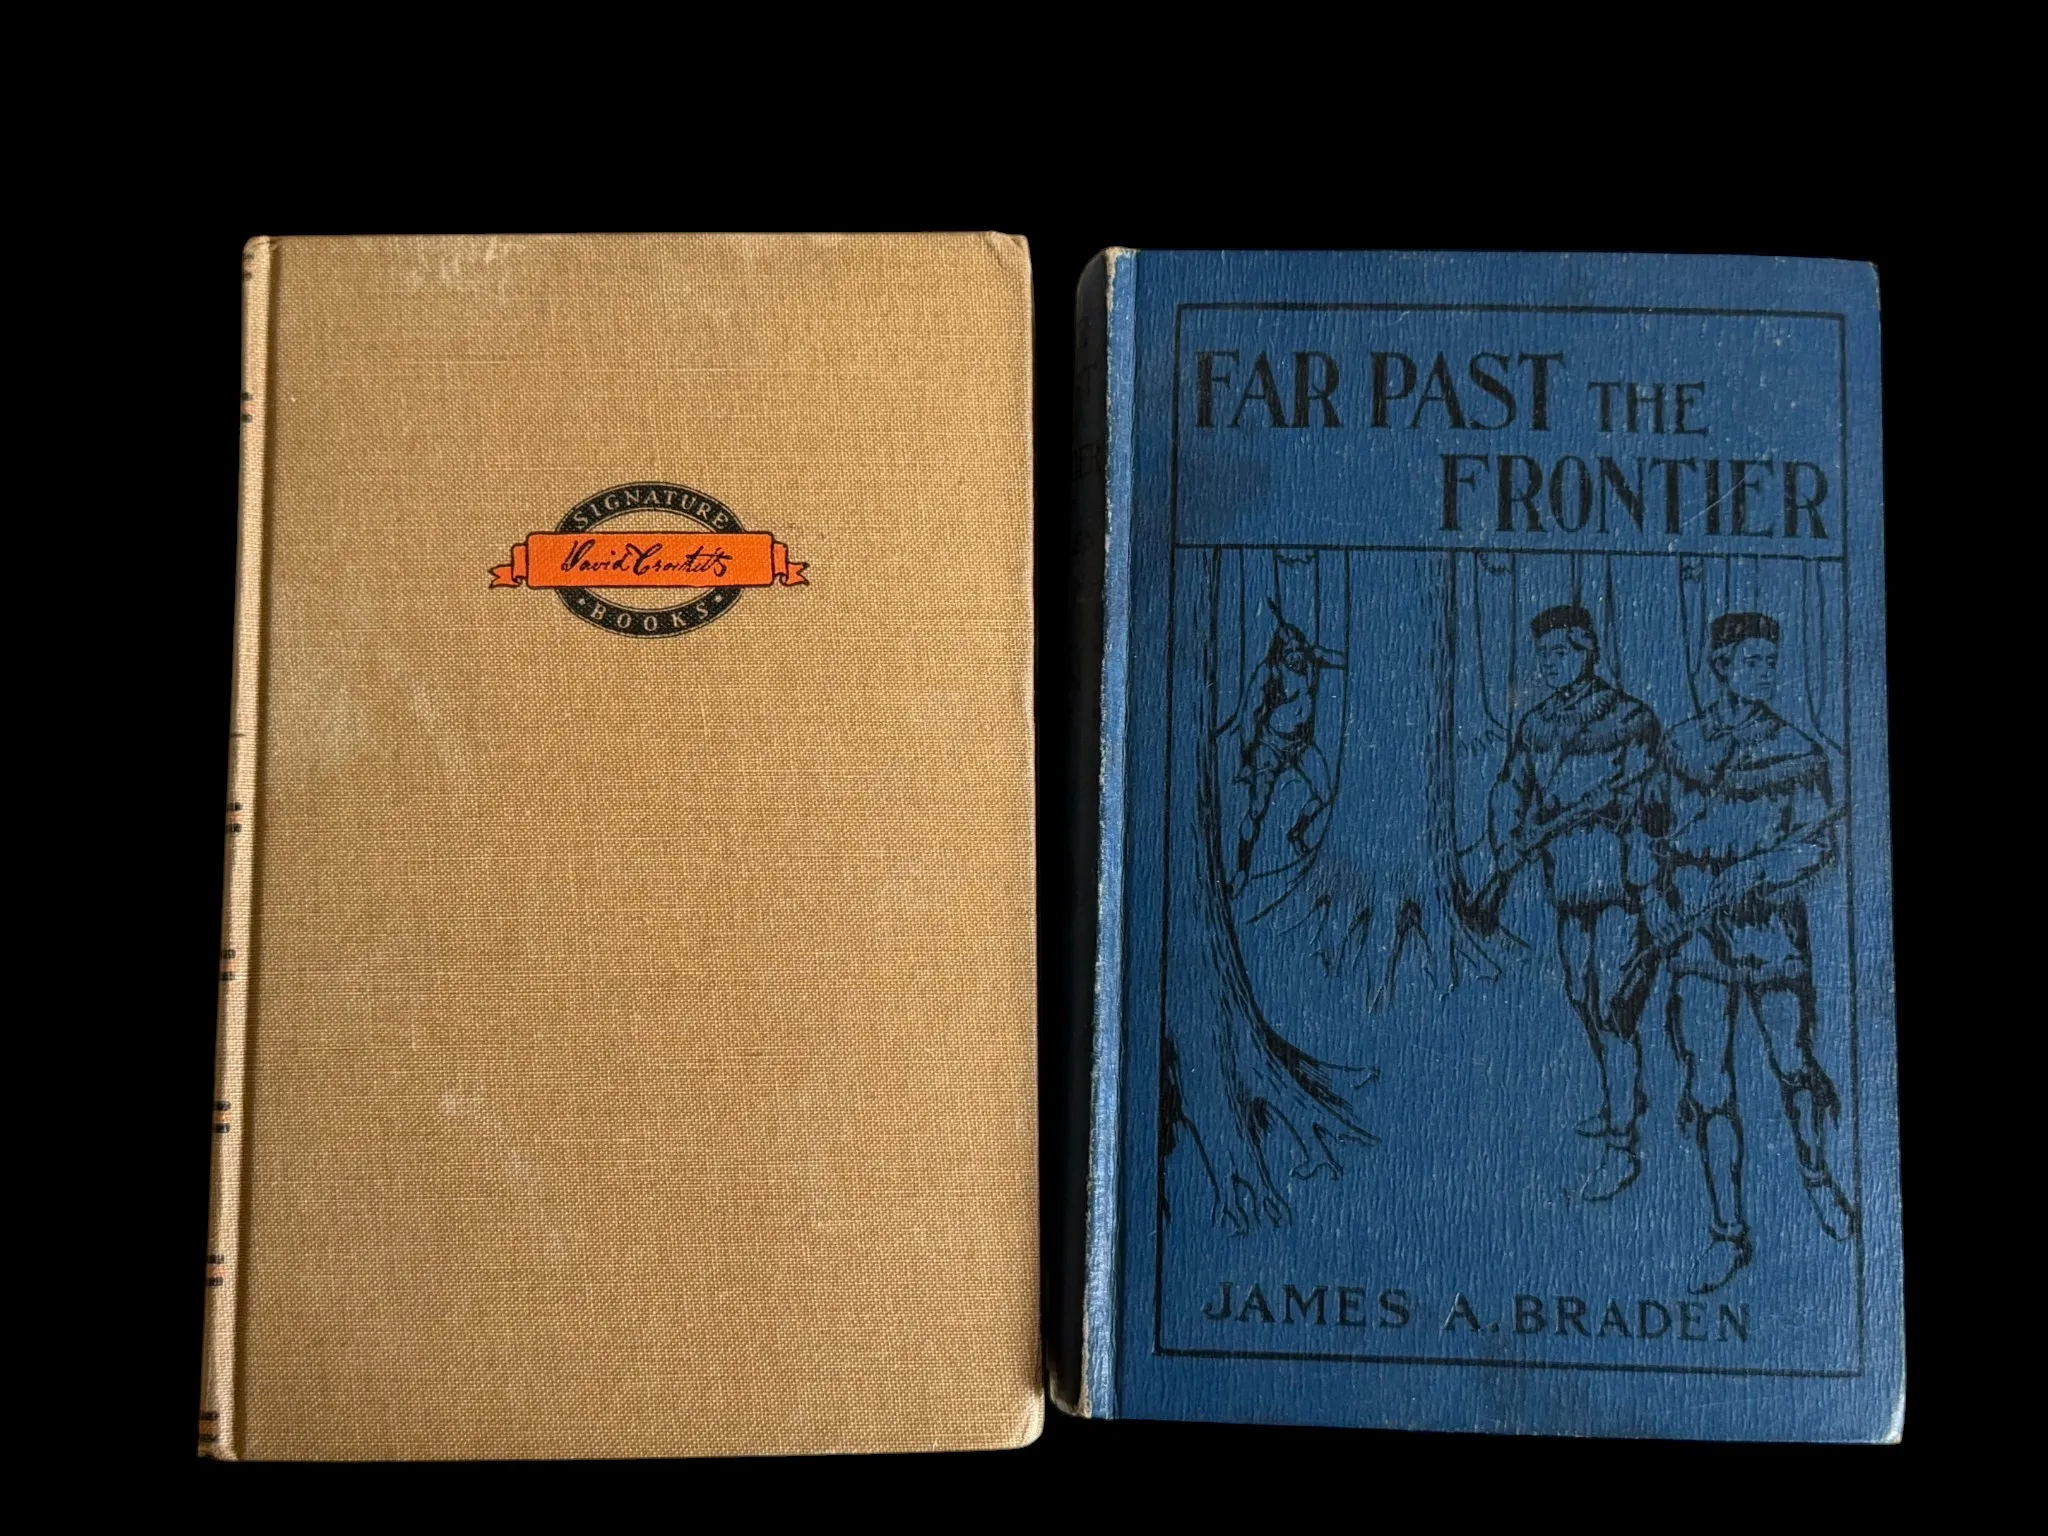 SIGNATURE
David Crockett
BOOKS
FAR PAST THE
FRONTIER
JAMES A. BRADEN